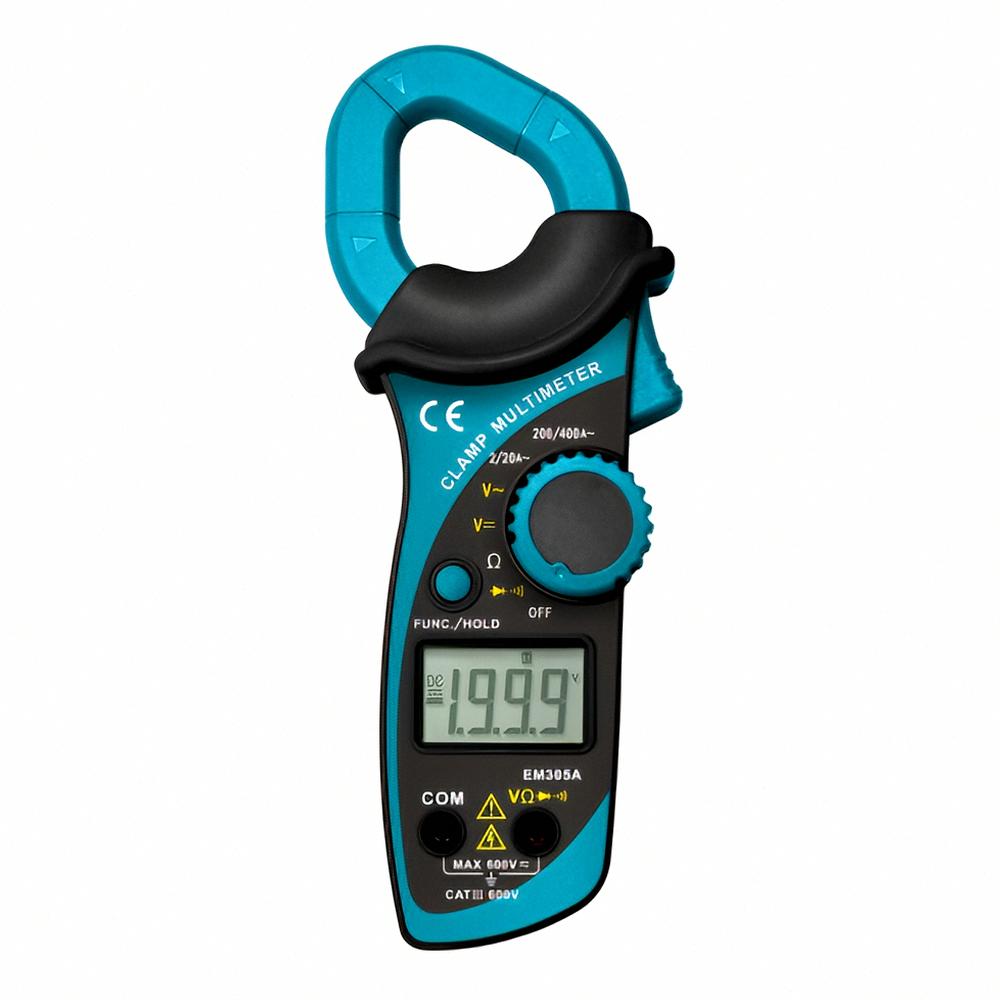 CE
CLAMP MULTIMETER
200/400A~
2/20A~
V~
V⎓
Ω
OFF
FUNC./HOLD
1.9.9.9
V
EM305A
COM
VΩ
MAX 600V
CAT III 600V